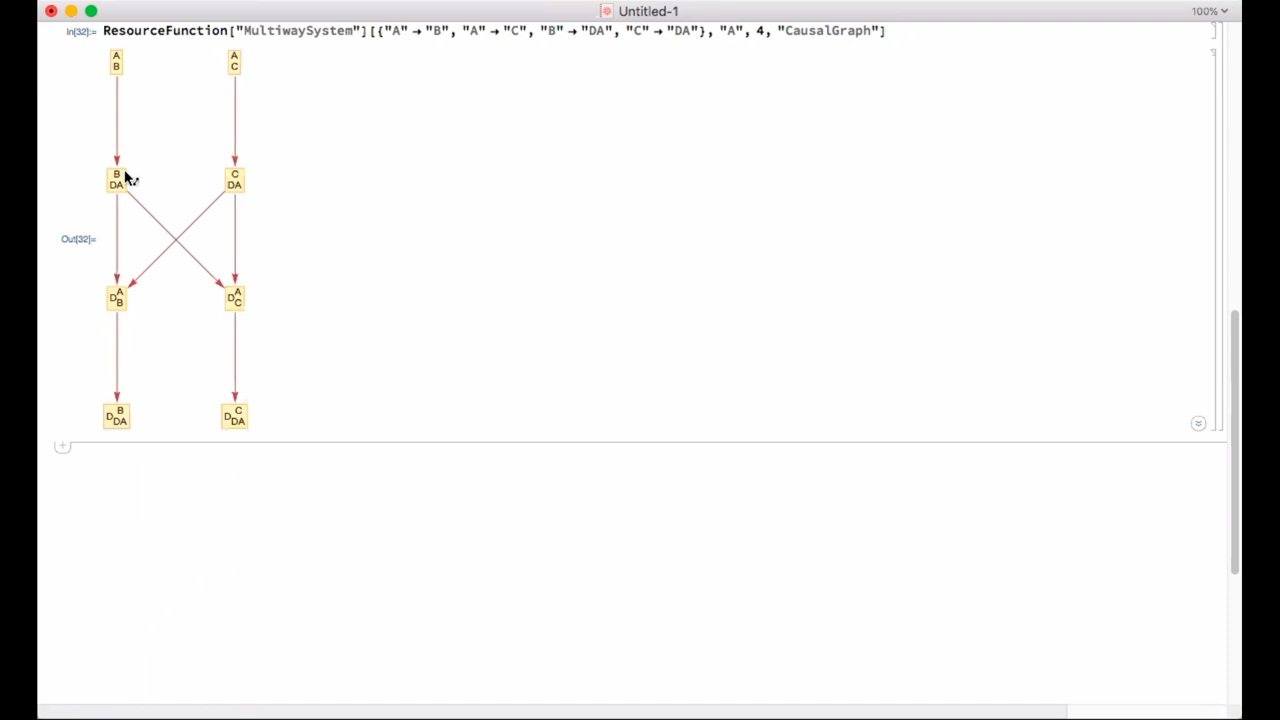 Untitled-1
100%
In[32]:= ResourceFunction["MultiwaySystem"][{"A" → "B", "A" → "C", "B" → "DA", "C" → "DA"}, "A", 4, "CausalGraph"]
A A
B C
B C
DA DA
Out[32]=
D A B D A C
D B DA D C DA